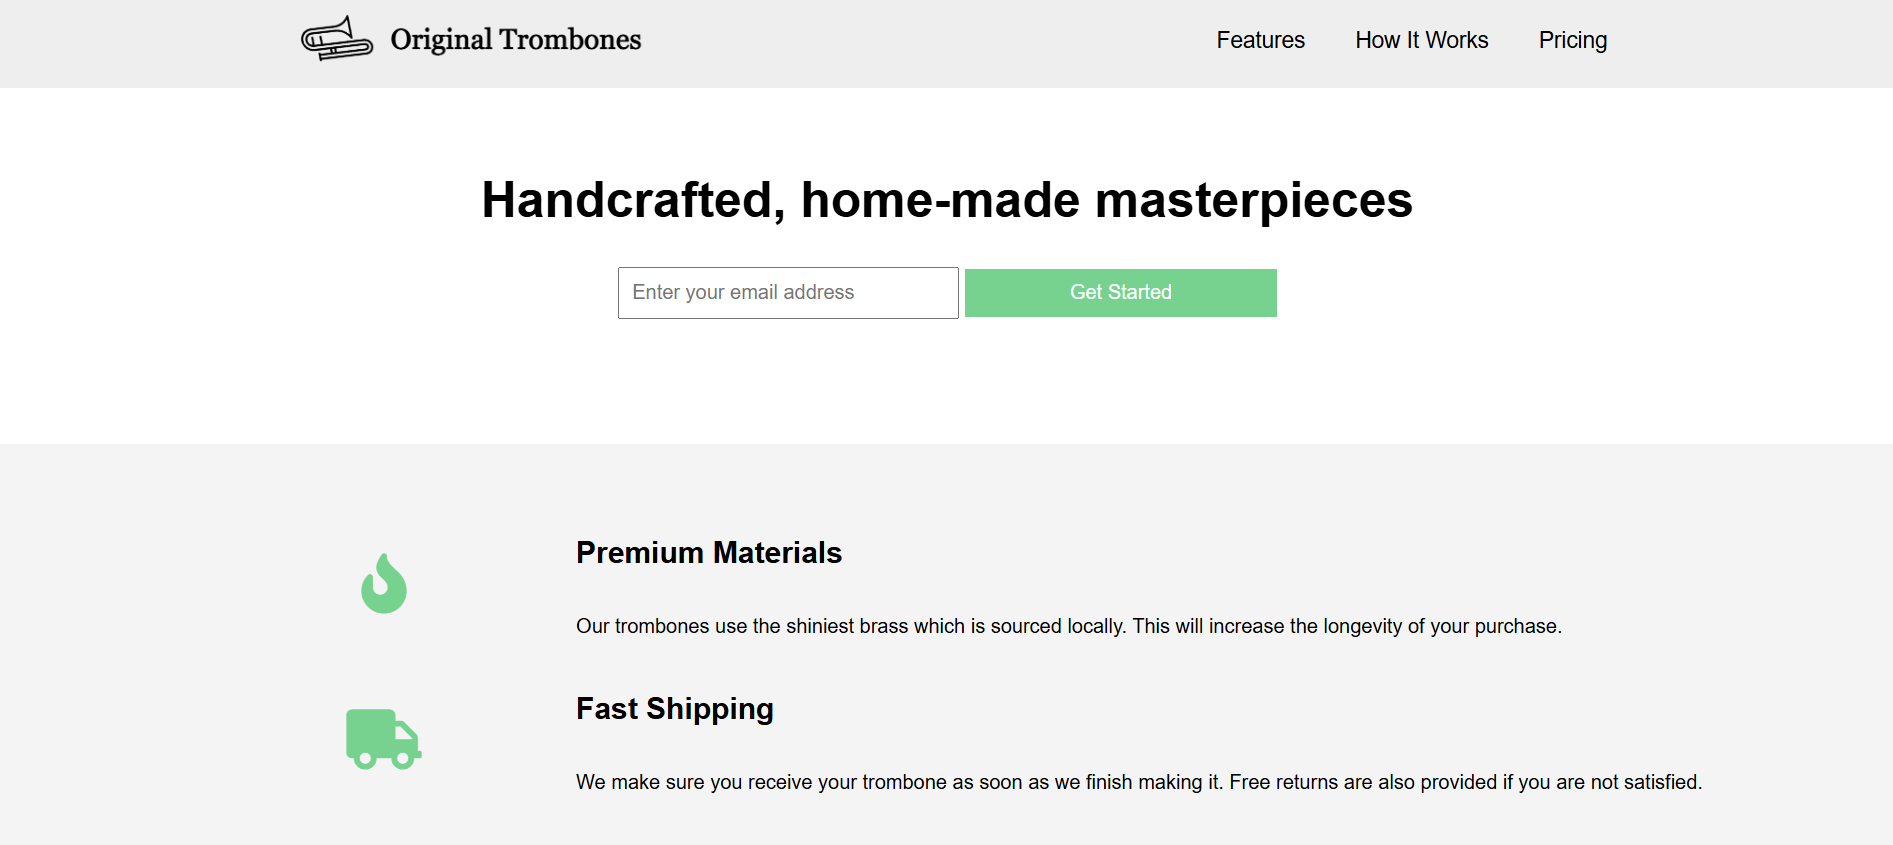 Original Trombones
Features
How It Works
Pricing
Handcrafted, home-made masterpieces
Enter your email address
Get Started
Premium Materials
Our trombones use the shiniest brass which is sourced locally. This will increase the longevity of your purchase.
Fast Shipping
We make sure you receive your trombone as soon as we finish making it. Free returns are also provided if you are not satisfied.